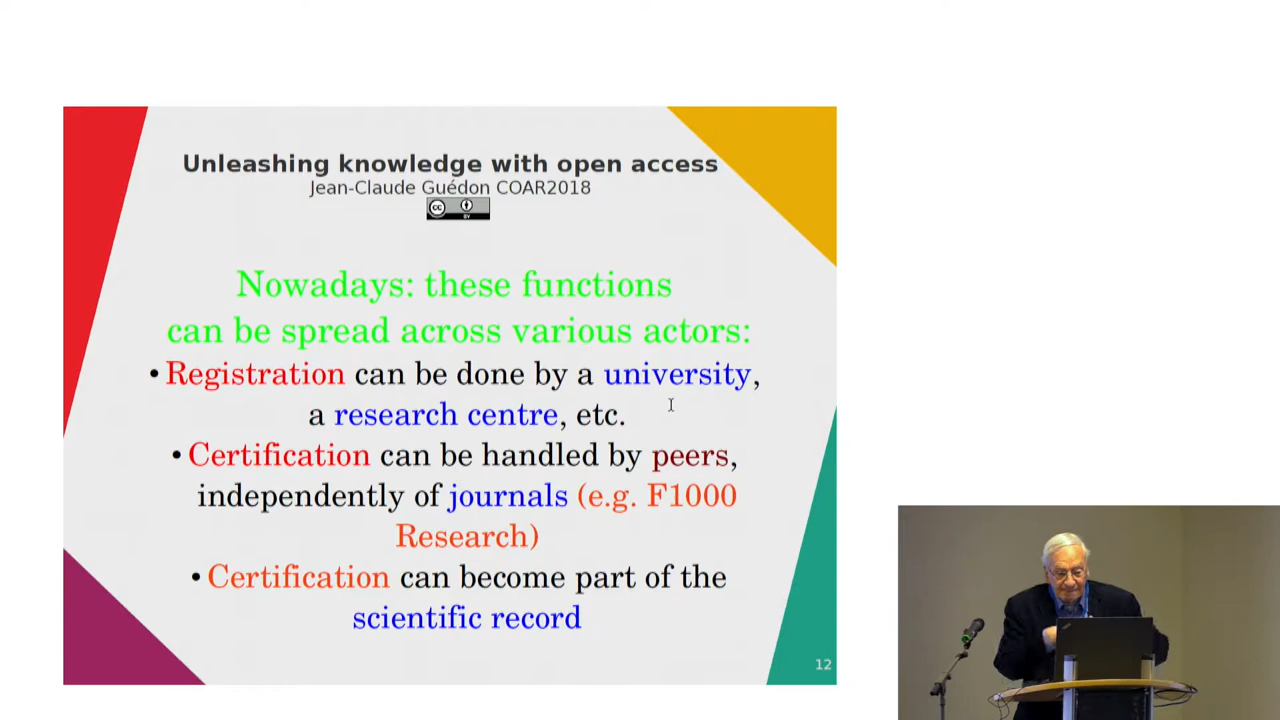 Unleashing knowledge with open access
Jean-Claude Guédon COAR2018
cc BY
Nowadays: these functions
can be spread across various actors:
• Registration can be done by a university,
a research centre, etc.
• Certification can be handled by peers,
independently of journals (e.g. F1000
Research)
• Certification can become part of the
scientific record
12